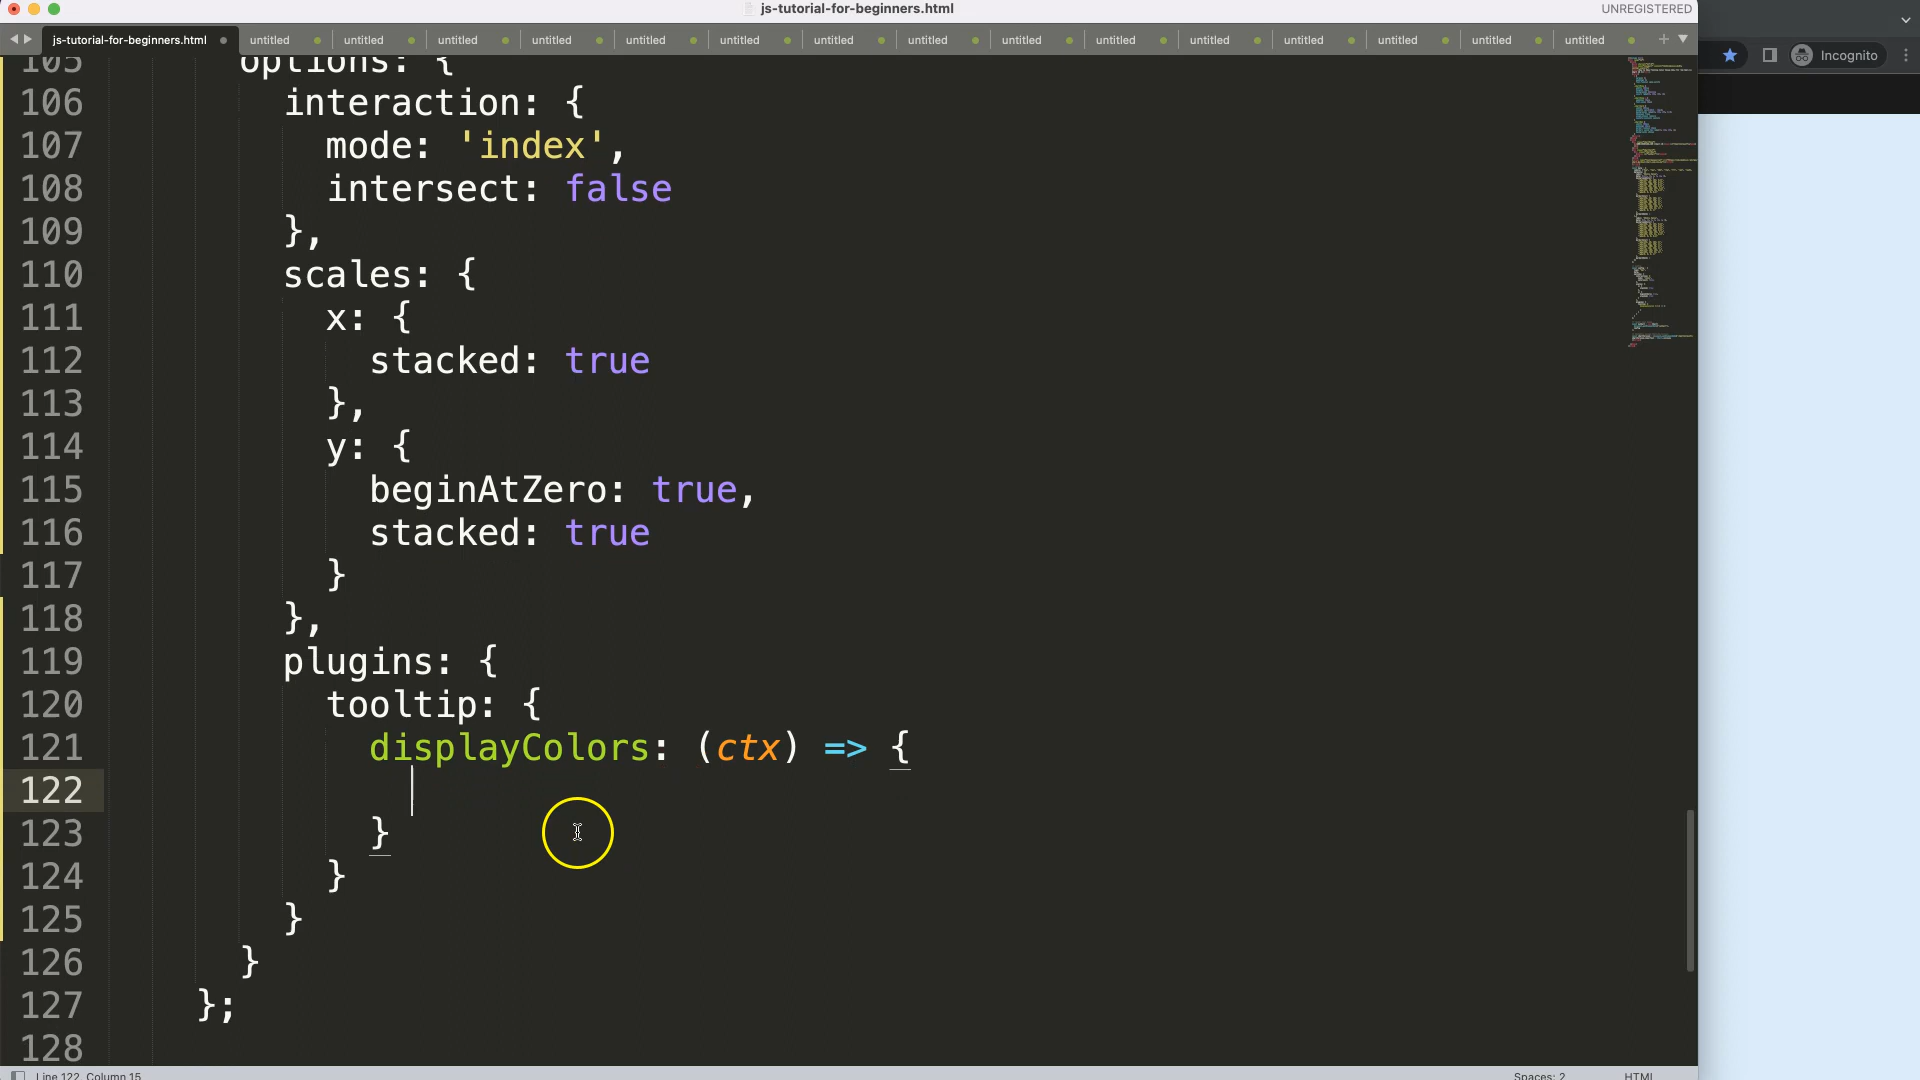 js-tutorial-for-beginners.html
UNREGISTERED
js-tutorial-for-beginners.html untitled untitled untitled untitled untitled untitled untitled untitled untitled untitled untitled untitled untitled untitled untitled
Incognito
105 options: {
106 interaction: {
107 mode: 'index',
108 intersect: false
109 },
110 scales: {
111 x: {
112 stacked: true
113 },
114 y: {
115 beginAtZero: true,
116 stacked: true
117 }
118 },
119 plugins: {
120 tooltip: {
121 displayColors: (ctx) => {
122
123 }
124 }
125 }
126 }
127 };
128
Line 122, Column 15
Spaces: 2
HTML